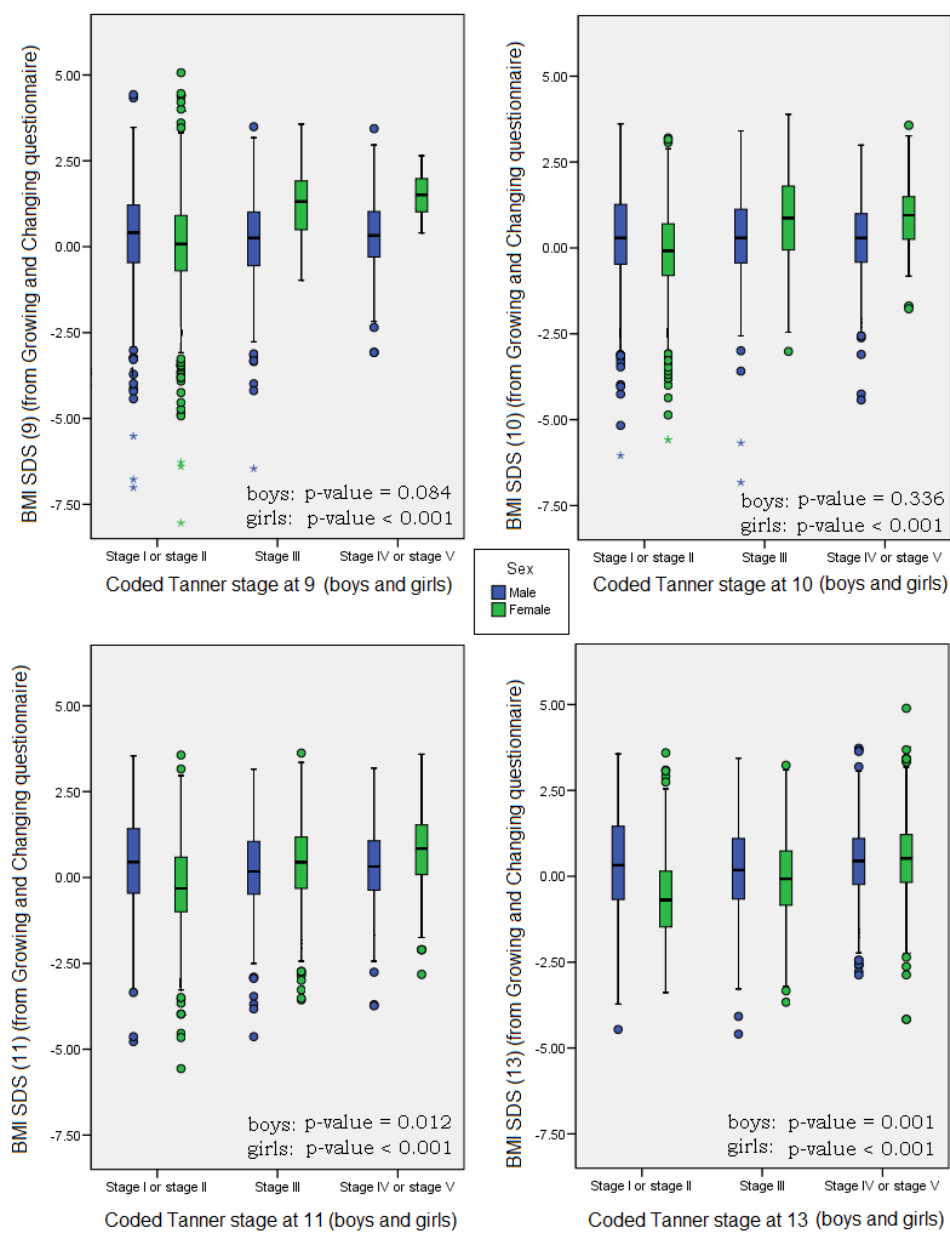 BMI SDS (9) (from Growing and Changing questionnaire)
5.00
2.50
0.00
-2.50
-5.00
-7.50
boys: p-value = 0.084
girls: p-value < 0.001
Stage I or stage II
Stage III
Stage IV or stage V
Coded Tanner stage at 9 (boys and girls)
BMI SDS (10) (from Growing and Changing questionnaire)
5.00
2.50
0.00
-2.50
-5.00
-7.50
boys: p-value = 0.336
girls: p-value < 0.001
Stage I or stage II
Stage III
Stage IV or stage V
Coded Tanner stage at 10 (boys and girls)
Sex
Male
Female
BMI SDS (11) (from Growing and Changing questionnaire)
5.00
2.50
0.00
-2.50
-5.00
-7.50
boys: p-value = 0.012
girls: p-value < 0.001
Stage I or stage II
Stage III
Stage IV or stage V
Coded Tanner stage at 11 (boys and girls)
BMI SDS (13) (from Growing and Changing questionnaire)
5.00
2.50
0.00
-2.50
-5.00
-7.50
boys: p-value = 0.001
girls: p-value < 0.001
Stage I or stage II
Stage III
Stage IV or stage V
Coded Tanner stage at 13 (boys and girls)